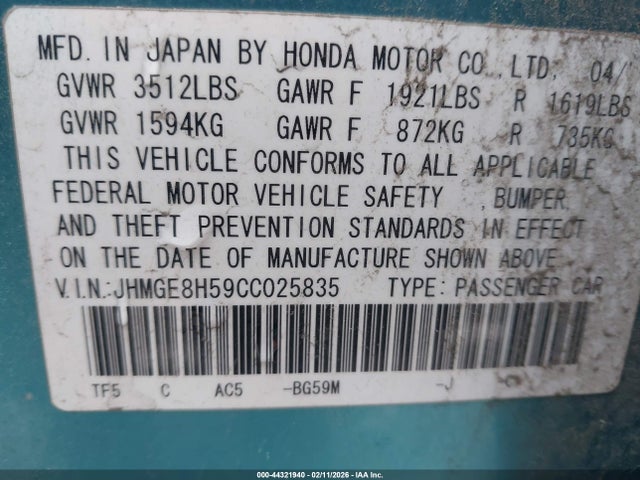 MFD. IN JAPAN BY HONDA MOTOR CO.,LTD. 04/
GVWR 3512LBS GAWR F 1921LBS R 1619LBS
GVWR 1594KG GAWR F 872KG R 735KG
THIS VEHICLE CONFORMS TO ALL APPLICABLE
FEDERAL MOTOR VEHICLE SAFETY ,BUMPER,
AND THEFT PREVENTION STANDARDS IN EFFECT
ON THE DATE OF MANUFACTURE SHOWN ABOVE.
V.I.N:JHMGE8H59CC025835 TYPE: PASSENGER CAR
TF5 C AC5 -BG59M -J
000-44321940 - 02/11/2026 - IAA Inc.